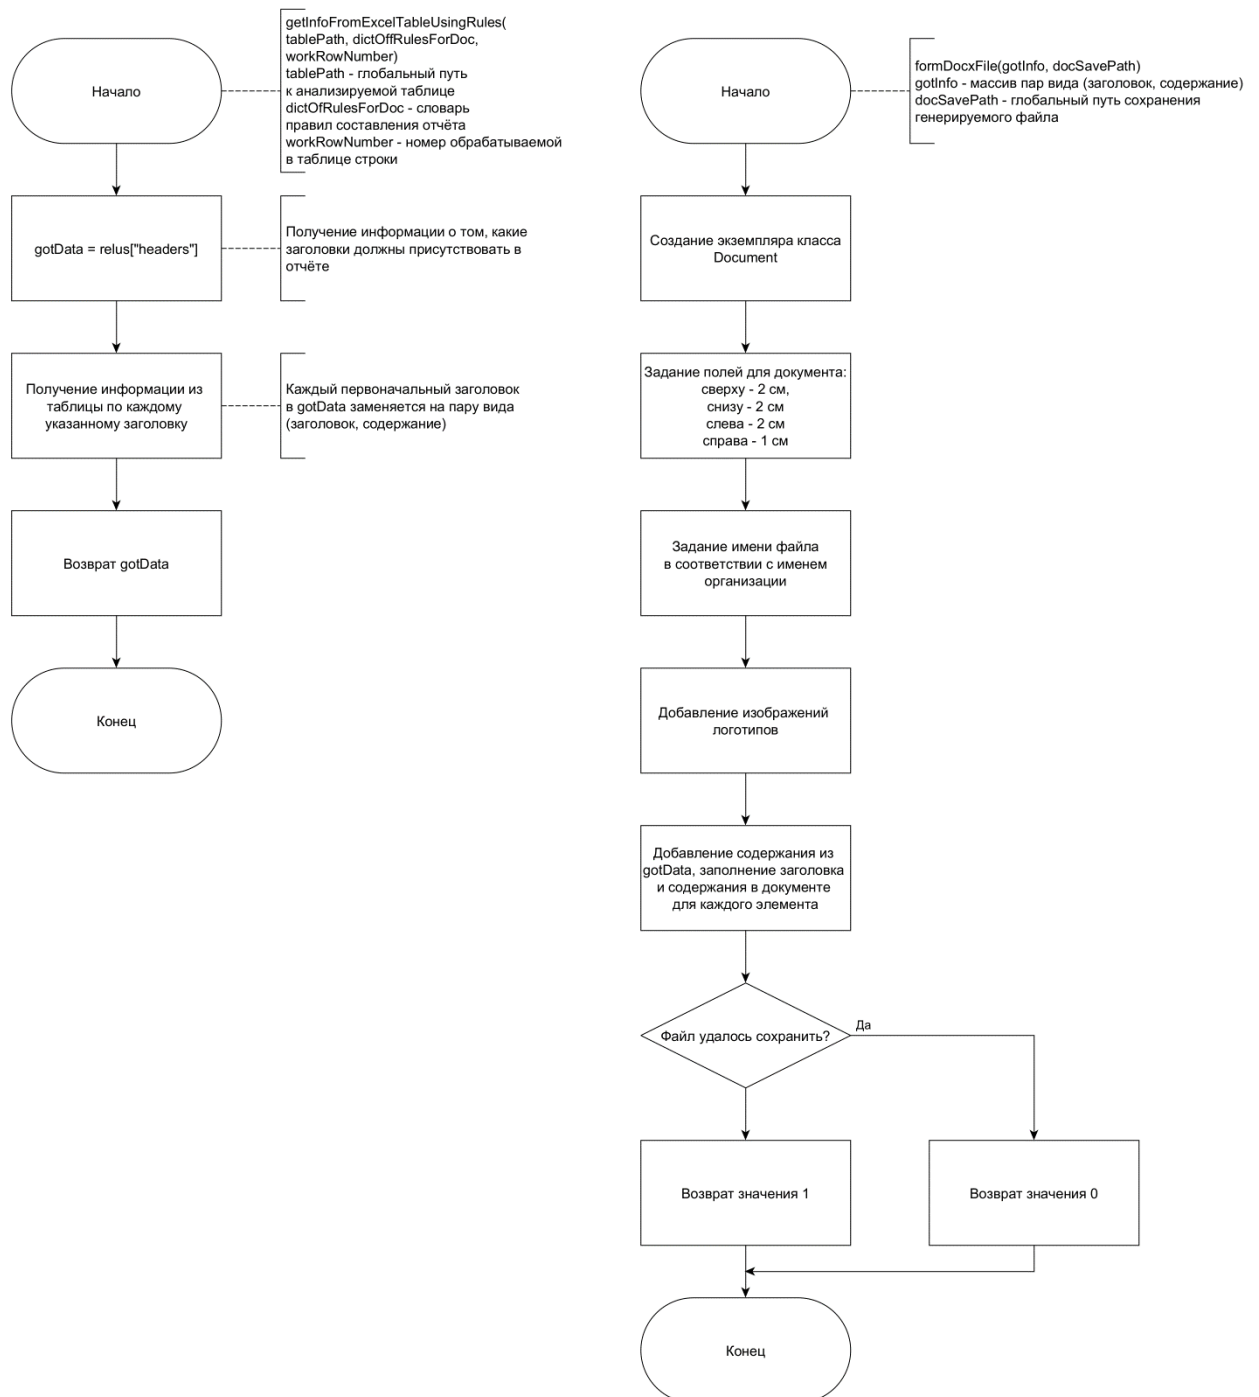 Начало
getInfoFromExcelTableUsingRules(
tablePath, dictOffRulesForDoc,
workRowNumber)
tablePath - глобальный путь
к анализируемой таблице
dictOfRulesForDoc - словарь
правил составления отчёта
workRowNumber - номер обрабатываемой
в таблице строки
gotData = relus["headers"]
Получение информации о том, какие
заголовки должны присутствовать в
отчёте
Получение информации из
таблицы по каждому
указанному заголовку
Каждый первоначальный заголовок
в gotData заменяется на пару вида
(заголовок, содержание)
Возврат gotData
Конец
Начало
formDocxFile(gotInfo, docSavePath)
gotInfo - массив пар вида (заголовок, содержание)
docSavePath - глобальный путь сохранения
генерируемого файла
Создание экземпляра класса
Document
Задание полей для документа:
сверху - 2 см,
снизу - 2 см
слева - 2 см
справа - 1 см
Задание имени файла
в соответствии с именем
организации
Добавление изображений
логотипов
Добавление содержания из
gotData, заполнение заголовка
и содержания в документе
для каждого элемента
Файл удалось сохранить?
Да
Возврат значения 1
Возврат значения 0
Конец